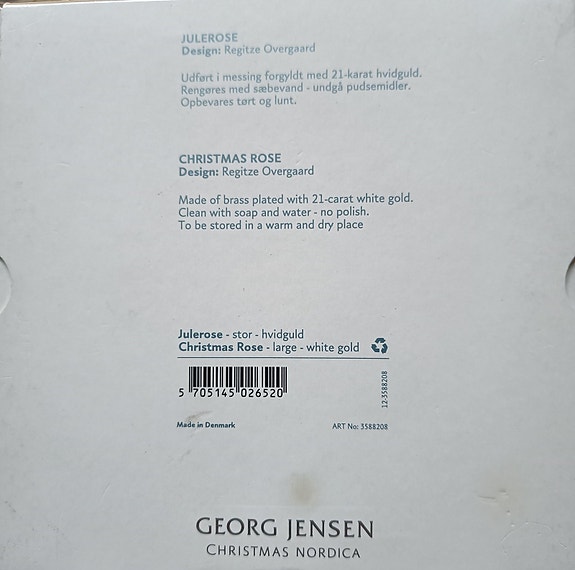 JULEROSE
Design: Regitze Overgaard
Udført i messing forgyldt med 21-karat hvidguld.
Rengøres med sæbevand - undgå pudsemidler.
Opbevares tørt og lunt.
CHRISTMAS ROSE
Design: Regitze Overgaard
Made of brass plated with 21-carat white gold.
Clean with soap and water - no polish.
To be stored in a warm and dry place
Julerose - stor - hvidguld
Christmas Rose - large - white gold
5 705145 026520
12-3588208
Made in Denmark
ART No: 3588208
GEORG JENSEN
CHRISTMAS NORDICA